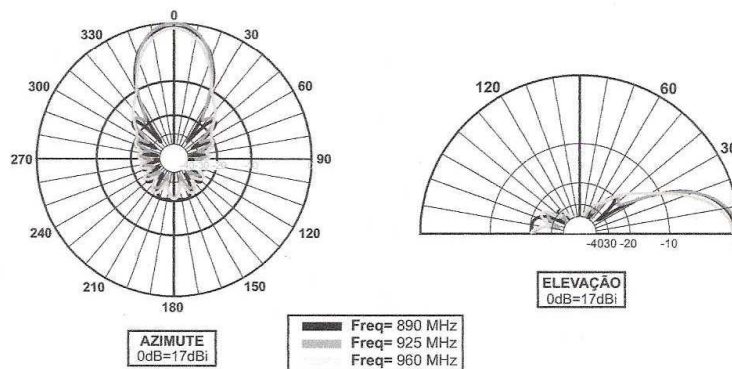 0
330
30
300
60
270
90
240
120
210
150
180
AZIMUTE
0dB=17dBi
120
60
30
-4030 -20 -10
ELEVAÇÃO
0dB=17dBi
Freq= 890 MHz
Freq= 925 MHz
Freq= 960 MHz